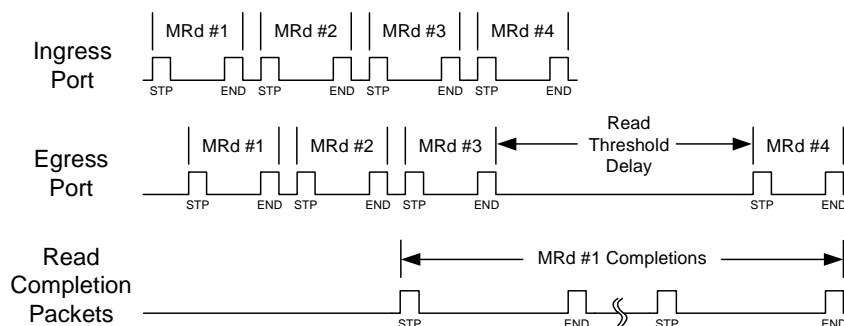 MRd #1 MRd #2 MRd #3 MRd #4
Ingress
Port
STP END STP END STP END STP END
Read
Threshold
Delay
MRd #1 MRd #2 MRd #3 MRd #4
Egress
Port
STP END STP END STP END STP END
Read
Completion
Packets
MRd #1 Completions
STP END STP END